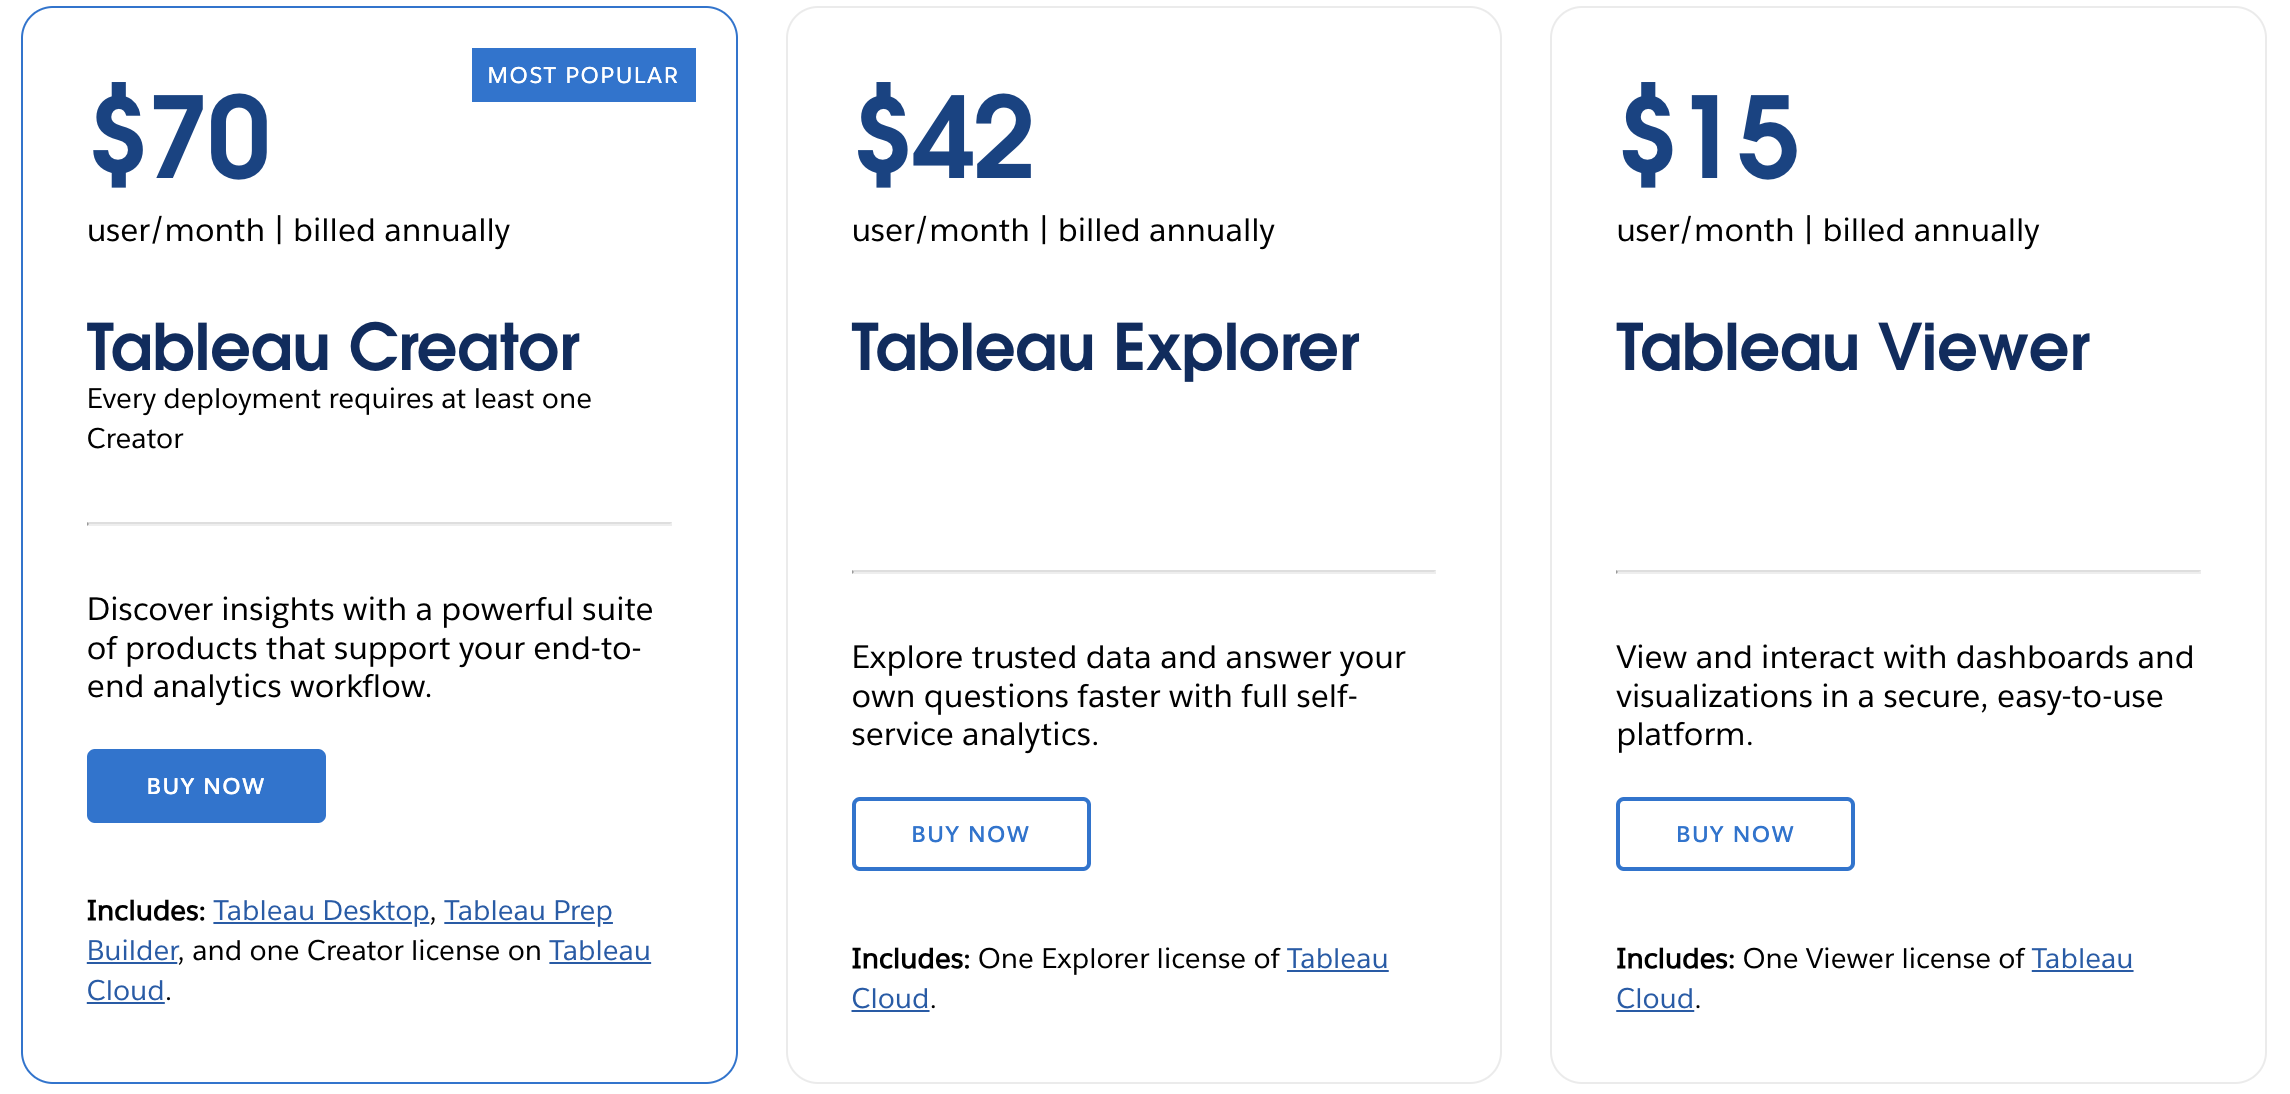 MOST POPULAR
$70
user/month | billed annually
Tableau Creator
Every deployment requires at least one
Creator
Discover insights with a powerful suite
of products that support your end-to-
end analytics workflow.
BUY NOW
Includes: Tableau Desktop, Tableau Prep
Builder, and one Creator license on Tableau
Cloud.
$42
user/month | billed annually
Tableau Explorer
Explore trusted data and answer your
own questions faster with full self-
service analytics.
BUY NOW
Includes: One Explorer license of Tableau
Cloud.
$15
user/month | billed annually
Tableau Viewer
View and interact with dashboards and
visualizations in a secure, easy-to-use
platform.
BUY NOW
Includes: One Viewer license of Tableau
Cloud.